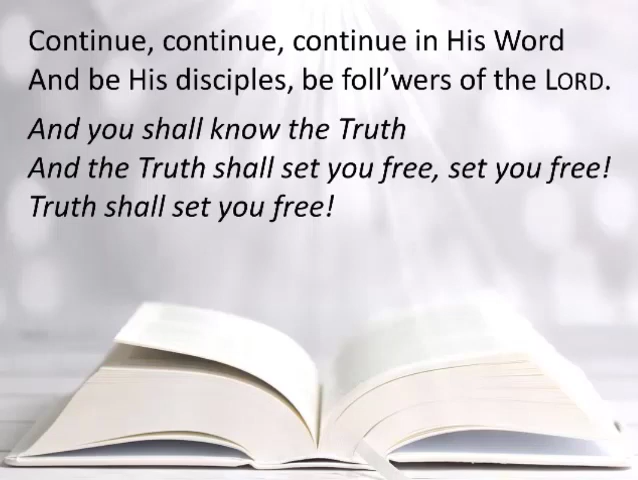 Continue, continue, continue in His Word
And be His disciples, be foll’wers of the LORD.
And you shall know the Truth
And the Truth shall set you free, set you free!
Truth shall set you free!